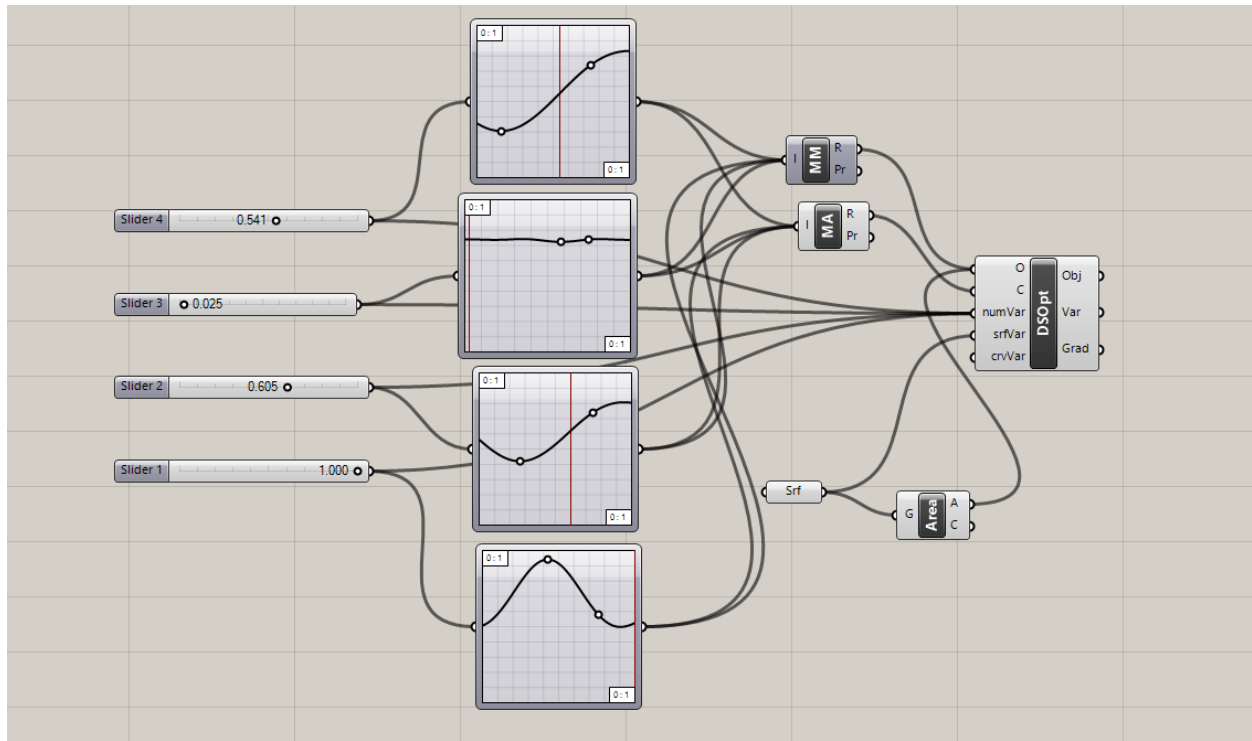 0 : 1
0 : 1
Slider 4
0.541
0 : 1
0 : 1
Slider 3
0.025
Slider 2
0.605
0 : 1
0 : 1
Slider 1
1.000
0 : 1
0 : 1
I
MM
R
Pr
I
MA
R
Pr
O
C
numVar
srfVar
crvVar
DSOpt
Obj
Var
Grad
Srf
G
Area
A
C